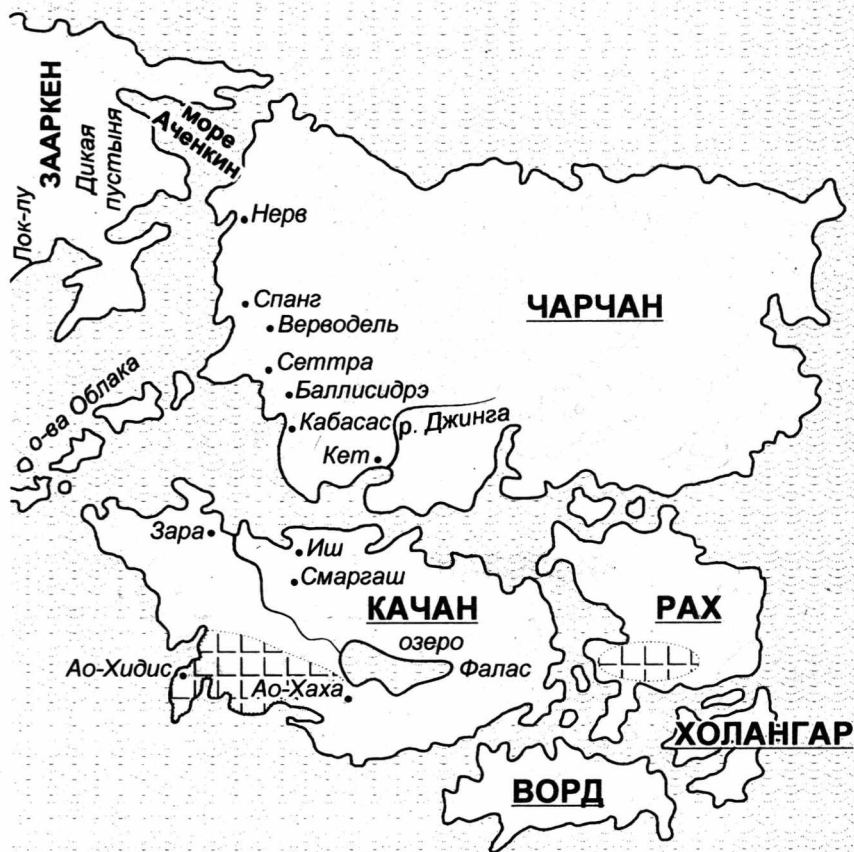 ЗААРКЕН
Дикая
пустыня
Лок-лу
море
Аченкин
Нерв
Спанг
Верводель
ЧАРЧАН
Сеттра
Баллисидрэ
о-ва Облака
Кабасас
р. Джинга
Кет
Зара
Иш
Смаргаш
КАЧАН
РАХ
озеро
Фалас
Ао-Хидис
Ао-Хаха
ХОЛАНГАР
ВОРД